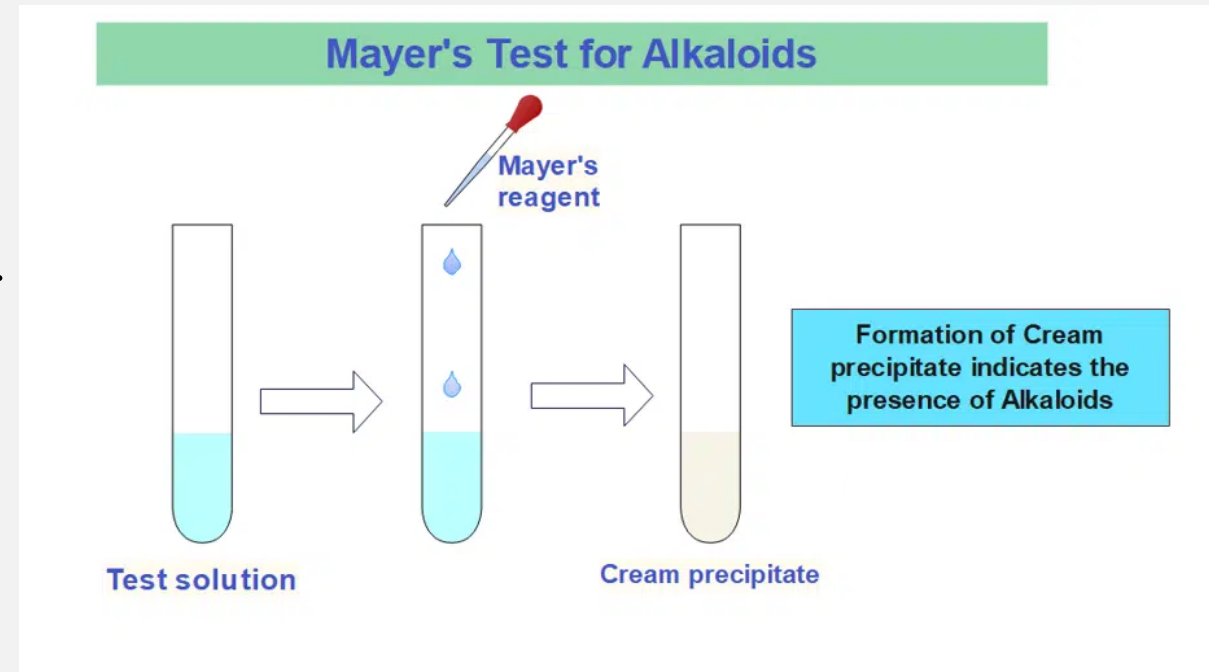 Mayer's Test for Alkaloids
Mayer's
reagent
Formation of Cream
precipitate indicates the
presence of Alkaloids
Test solution
Cream precipitate